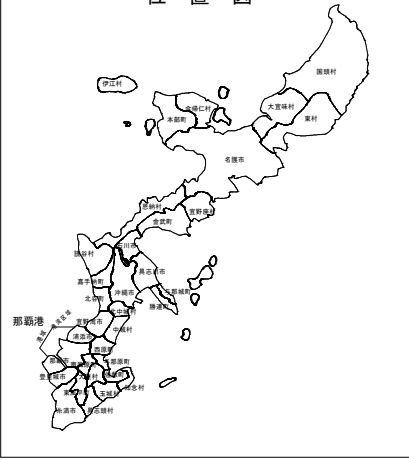 位置図
国頭村
伊江村
今帰仁村
大宜味村
本部町
東村
名護市
恩納村
宜野座村
金武町
石川市
読谷村
具志川市
嘉手納町
与那城町
沖縄市
北谷町
勝連町
北中城村
那覇港
宜野湾市
中城村
浦添市
西原町
那覇市
与那原町
豊見城市
玉城村
知念村
糸満市
具志頭村